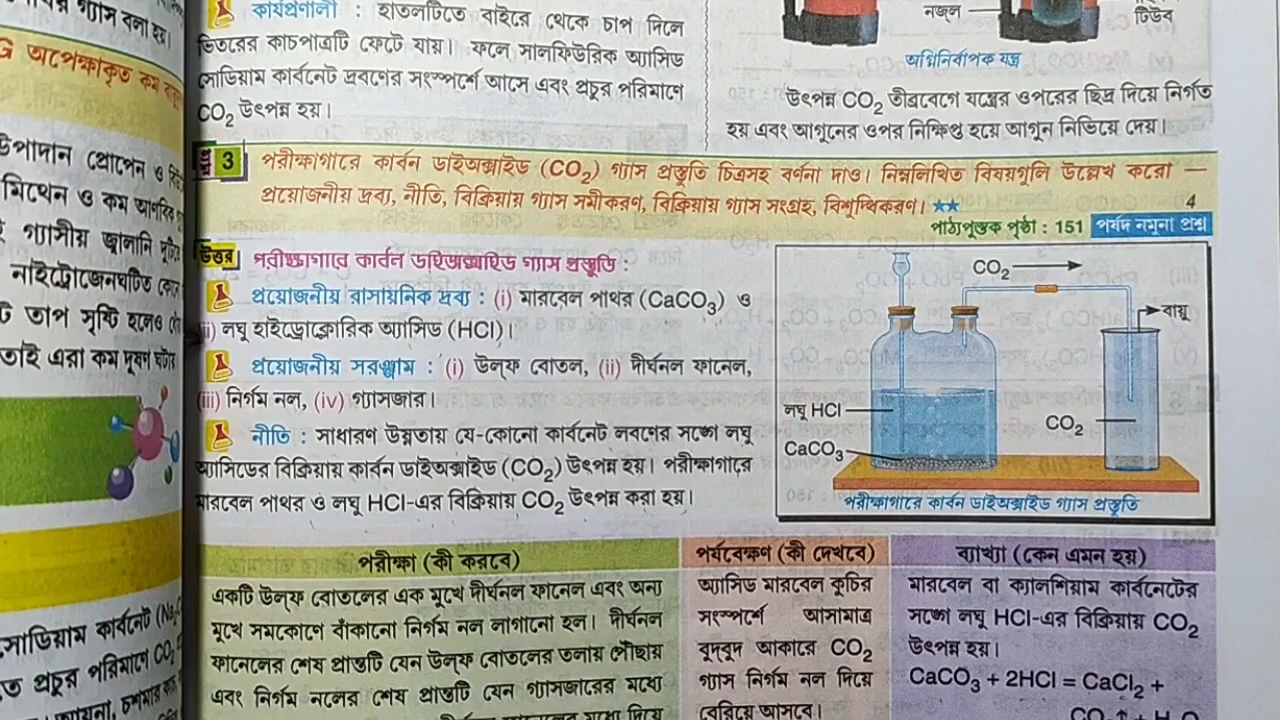 গ্যাস বলা হয়।
অপেক্ষাকৃত কম
উপাদান প্রোপেন ও
মিথেন ও কম আণবিক
গ্যাসীয় জ্বালানি দুটির
নাইট্রোজেনঘটিত কোনো
তাপ সৃষ্টি হলেও
তাই এরা কম দূষণ ঘটায়
সোডিয়াম কার্বনেট
প্রচুর পরিমাণে CO₂
কার্যপ্রণালী : হাতলটিতে বাইরে থেকে চাপ দিলে
ভিতরের কাচপাত্রটি ফেটে যায়। ফলে সালফিউরিক অ্যাসিড
সোডিয়াম কার্বনেট দ্রবণের সংস্পর্শে আসে এবং প্রচুর পরিমাণে
CO₂ উৎপন্ন হয়।
নজ্‌ল
টিউব
অগ্নিনির্বাপক যন্ত্র
উৎপন্ন CO₂ তীব্রবেগে যন্ত্রের ওপরের ছিদ্র দিয়ে নির্গত
হয় এবং আগুনের ওপর নিক্ষিপ্ত হয়ে আগুন নিভিয়ে দেয়।
প্রশ্ন 3 পরীক্ষাগারে কার্বন ডাইঅক্সাইড (CO₂) গ্যাস প্রস্তুতি চিত্রসহ বর্ণনা দাও। নিম্নলিখিত বিষয়গুলি উল্লেখ করো —
প্রয়োজনীয় দ্রব্য, নীতি, বিক্রিয়ায় গ্যাস সমীকরণ, বিক্রিয়ায় গ্যাস সংগ্রহ, বিশুদ্ধিকরণ। ★★ 4
পাঠ্যপুস্তক পৃষ্ঠা : 151 পর্যদ নমুনা প্রশ্ন
উত্তর পরীক্ষাগারে কার্বন ডাইঅক্সাইড গ্যাস প্রস্তুতি :
প্রয়োজনীয় রাসায়নিক দ্রব্য : (i) মারবেল পাথর (CaCO₃) ও
(ii) লঘু হাইড্রোক্লোরিক অ্যাসিড (HCl)।
প্রয়োজনীয় সরঞ্জাম : (i) উল্‌ফ বোতল, (ii) দীর্ঘনল ফানেল,
(iii) নির্গম নল, (iv) গ্যাসজার।
নীতি : সাধারণ উষ্ণতায় যে-কোনো কার্বনেট লবণের সঙ্গে লঘু
অ্যাসিডের বিক্রিয়ায় কার্বন ডাইঅক্সাইড (CO₂) উৎপন্ন হয়। পরীক্ষাগারে
মারবেল পাথর ও লঘু HCl-এর বিক্রিয়ায় CO₂ উৎপন্ন করা হয়।
CO₂
বায়ু
লঘু HCl
CO₂
CaCO₃
পরীক্ষাগারে কার্বন ডাইঅক্সাইড গ্যাস প্রস্তুতি
পরীক্ষা (কী করবে)
একটি উল্‌ফ বোতলের এক মুখে দীর্ঘনল ফানেল এবং অন্য
মুখে সমকোণে বাঁকানো নির্গম নল লাগানো হল। দীর্ঘনল
ফানেলের শেষ প্রান্তটি যেন উল্‌ফ বোতলের তলায় পৌঁছায়
এবং নির্গম নলের শেষ প্রান্তটি যেন গ্যাসজারের মধ্যে
পর্যবেক্ষণ (কী দেখবে)
অ্যাসিড মারবেল কুচির
সংস্পর্শে আসামাত্র
বুদ্‌বুদ আকারে CO₂
গ্যাস নির্গম নল দিয়ে
বেরিয়ে আসবে।
ব্যাখ্যা (কেন এমন হয়)
মারবেল বা ক্যালশিয়াম কার্বনেটের
সঙ্গে লঘু HCl-এর বিক্রিয়ায় CO₂
উৎপন্ন হয়।
CaCO₃ + 2HCl = CaCl₂ +
CO₂↑ + H₂O